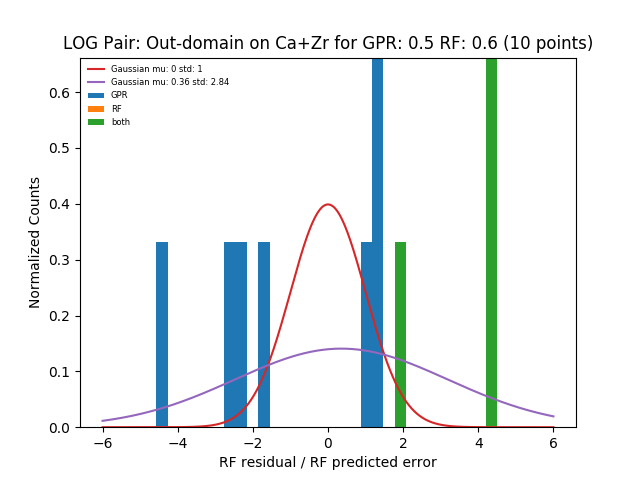 LOG Pair: Out-domain on Ca+Zr for GPR: 0.5 RF: 0.6 (10 points)
Gaussian mu: 0 std: 1
Gaussian mu: 0.36 std: 2.84
GPR
RF
both
Normalized Counts
0.6
0.5
0.4
0.3
0.2
0.1
0.0
−6 −4 −2 0 2 4 6
RF residual / RF predicted error